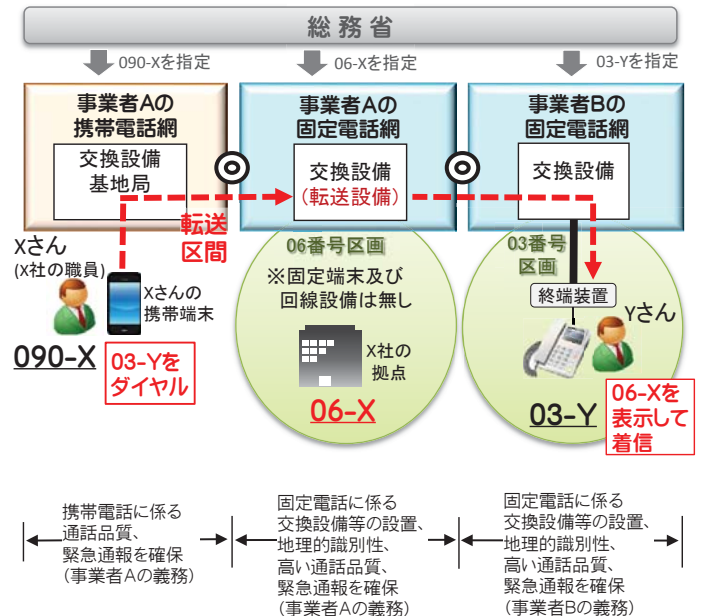 総務省
090-Xを指定
06-Xを指定
03-Yを指定
事業者Aの
携帯電話網
交換設備
基地局
事業者Aの
固定電話網
交換設備
(転送設備)
事業者Bの
固定電話網
交換設備
転送
区間
Xさん
(X社の職員)
Xさんの
携帯端末
090-X
03-Yを
ダイヤル
06番号区画
※固定端末及び
回線設備は無し
X社の
拠点
06-X
03番号
区画
終端装置
Yさん
03-Y
06-Xを
表示して
着信
携帯電話に係る
通話品質、
緊急通報を確保
(事業者Aの義務)
固定電話に係る
交換設備等の設置、
地理的識別性、
高い通話品質、
緊急通報を確保
(事業者Aの義務)
固定電話に係る
交換設備等の設置、
地理的識別性、
高い通話品質、
緊急通報を確保
(事業者Bの義務)